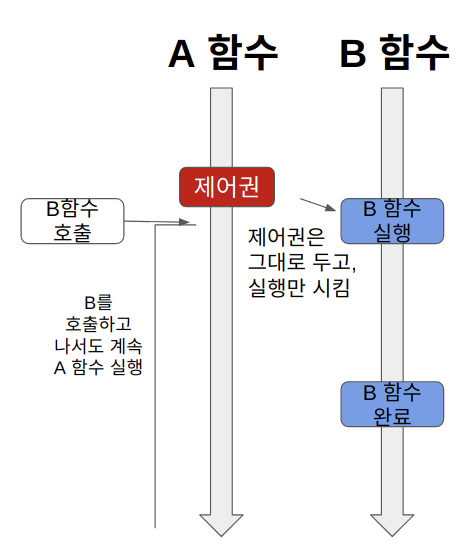 A 함수
B 함수
제어권
B함수
호출
B 함수
실행
제어권은
그대로 두고,
실행만 시킴
B를
호출하고
나서도 계속
A 함수 실행
B 함수
완료